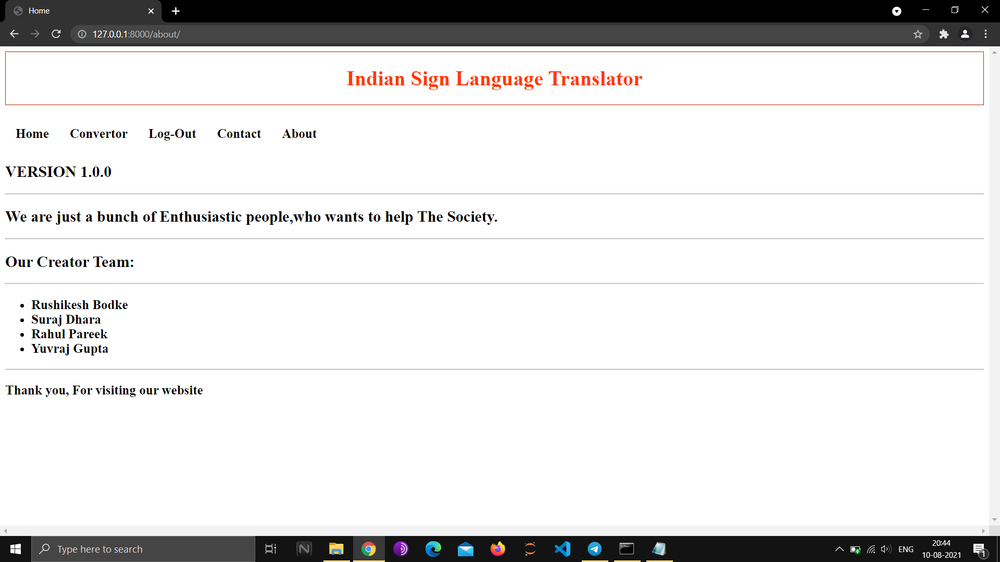 Home
127.0.0.1:8000/about/
Indian Sign Language Translator
Home Convertor Log-Out Contact About
VERSION 1.0.0
We are just a bunch of Enthusiastic people,who wants to help The Society.
Our Creator Team:
Rushikesh Bodke
Suraj Dhara
Rahul Pareek
Yuvraj Gupta
Thank you, For visiting our website
Type here to search
N
ENG
20:44
10-08-2021
1